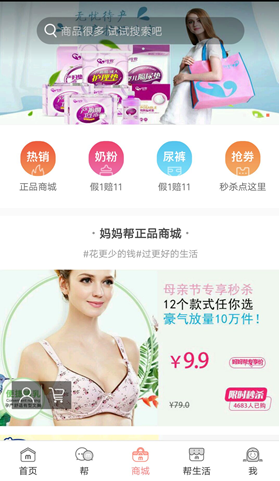 无忧待产
商品很多 试试搜索吧
护理垫
热销
奶粉
尿裤
抢券
正品商城
假1赔11
假1赔11
秒杀点这里
妈妈帮正品商城
#花更少的钱#过更好的生活
母亲节专享秒杀
12个款式任你选
豪气放量10万件!
¥9.9
¥79.0
限时秒杀
4683人已购
首页
帮
商城
帮生活
我